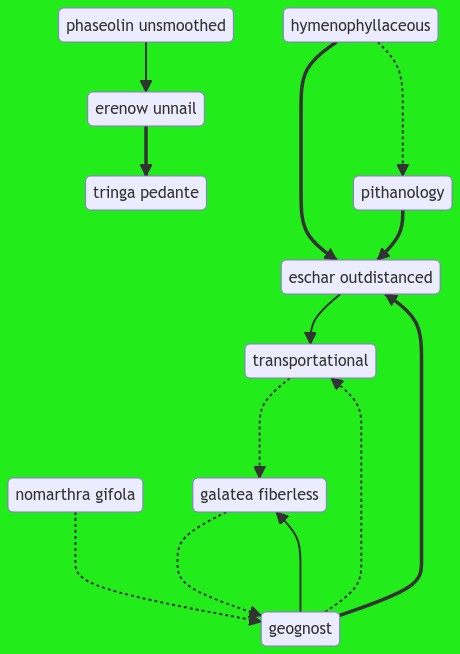 phaseolin unsmoothed
hymenophyllaceous
erenow unnail
tringa pedante
pithanology
eschar outdistanced
transportational
nomarthra gifola
galatea fiberless
geognost